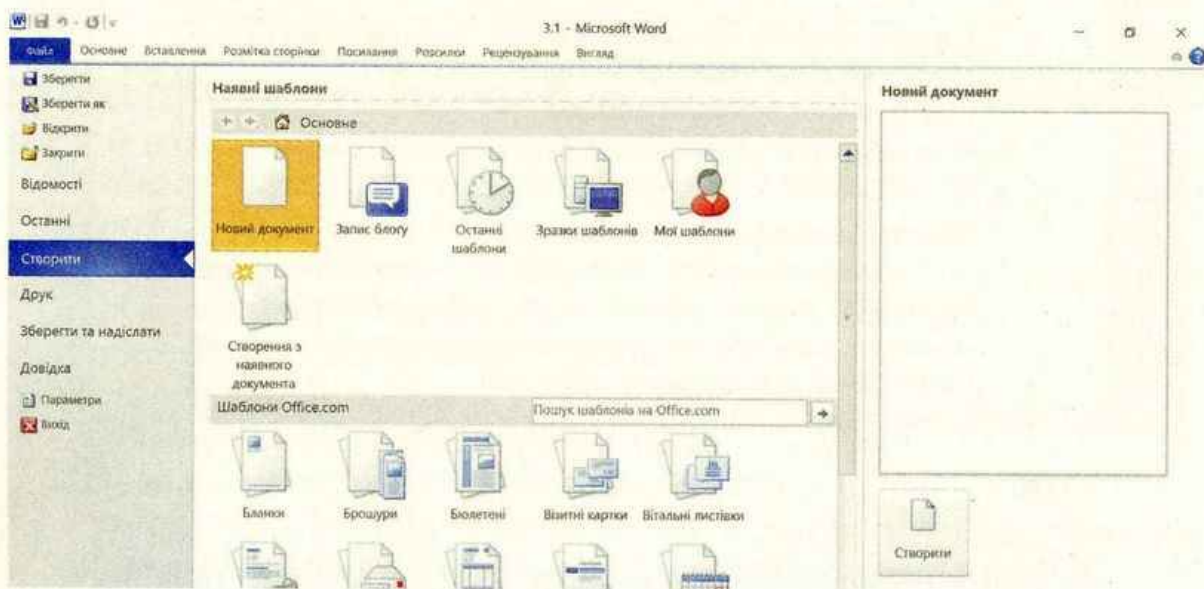 3.1 - Microsoft Word
Файл Основне Вставлення Розмітка сторінки Посилання Розсилки Рецензування Вигляд
Зберегти
Зберегти як
Відкрити
Закрити
Відомості
Останні
Створити
Друк
Зберегти та надіслати
Довідка
Параметри
Вихід
Наявні шаблони
Основне
Новий документ
Запис блогу
Останні
шаблони
Зразки шаблонів
Мої шаблони
Створення з
наявного
документа
Шаблони Office.com
Пошук шаблонів на Office.com
Бланки
Брошури
Бюлетені
Візитні картки
Вітальні листівки
Новий документ
Створити